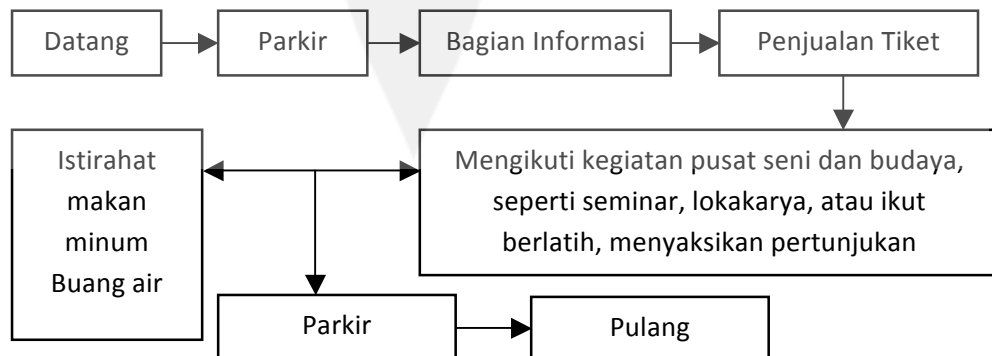 Datang
Parkir
Bagian Informasi
Penjualan Tiket
Istirahat
makan
minum
Buang air
Mengikuti kegiatan pusat seni dan budaya,
seperti seminar, lokakarya, atau ikut
berlatih, menyaksikan pertunjukan
Parkir
Pulang